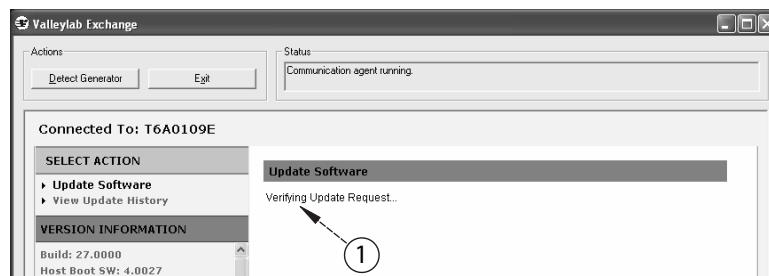 Valleylab Exchange
Actions
Detect Generator
Exit
Status
Communication agent running.
Connected To: T6A0109E
SELECT ACTION
Update Software
View Update History
VERSION INFORMATION
Build: 27.0000
Host Boot SW: 4.0027
Update Software
Verifying Update Request...
1